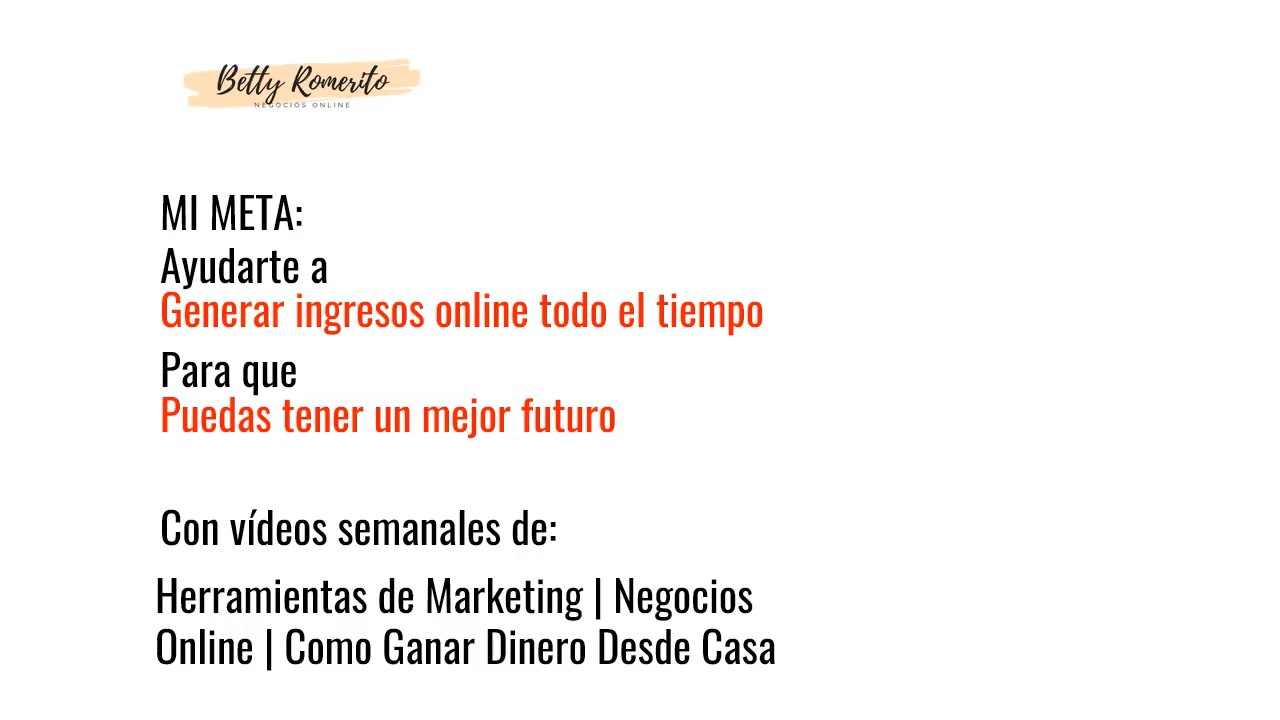 Betty Romerito
NEGOCIOS ONLINE
MI META:
Ayudarte a
Generar ingresos online todo el tiempo
Para que
Puedas tener un mejor futuro
Con vídeos semanales de:
Herramientas de Marketing | Negocios
Online | Como Ganar Dinero Desde Casa